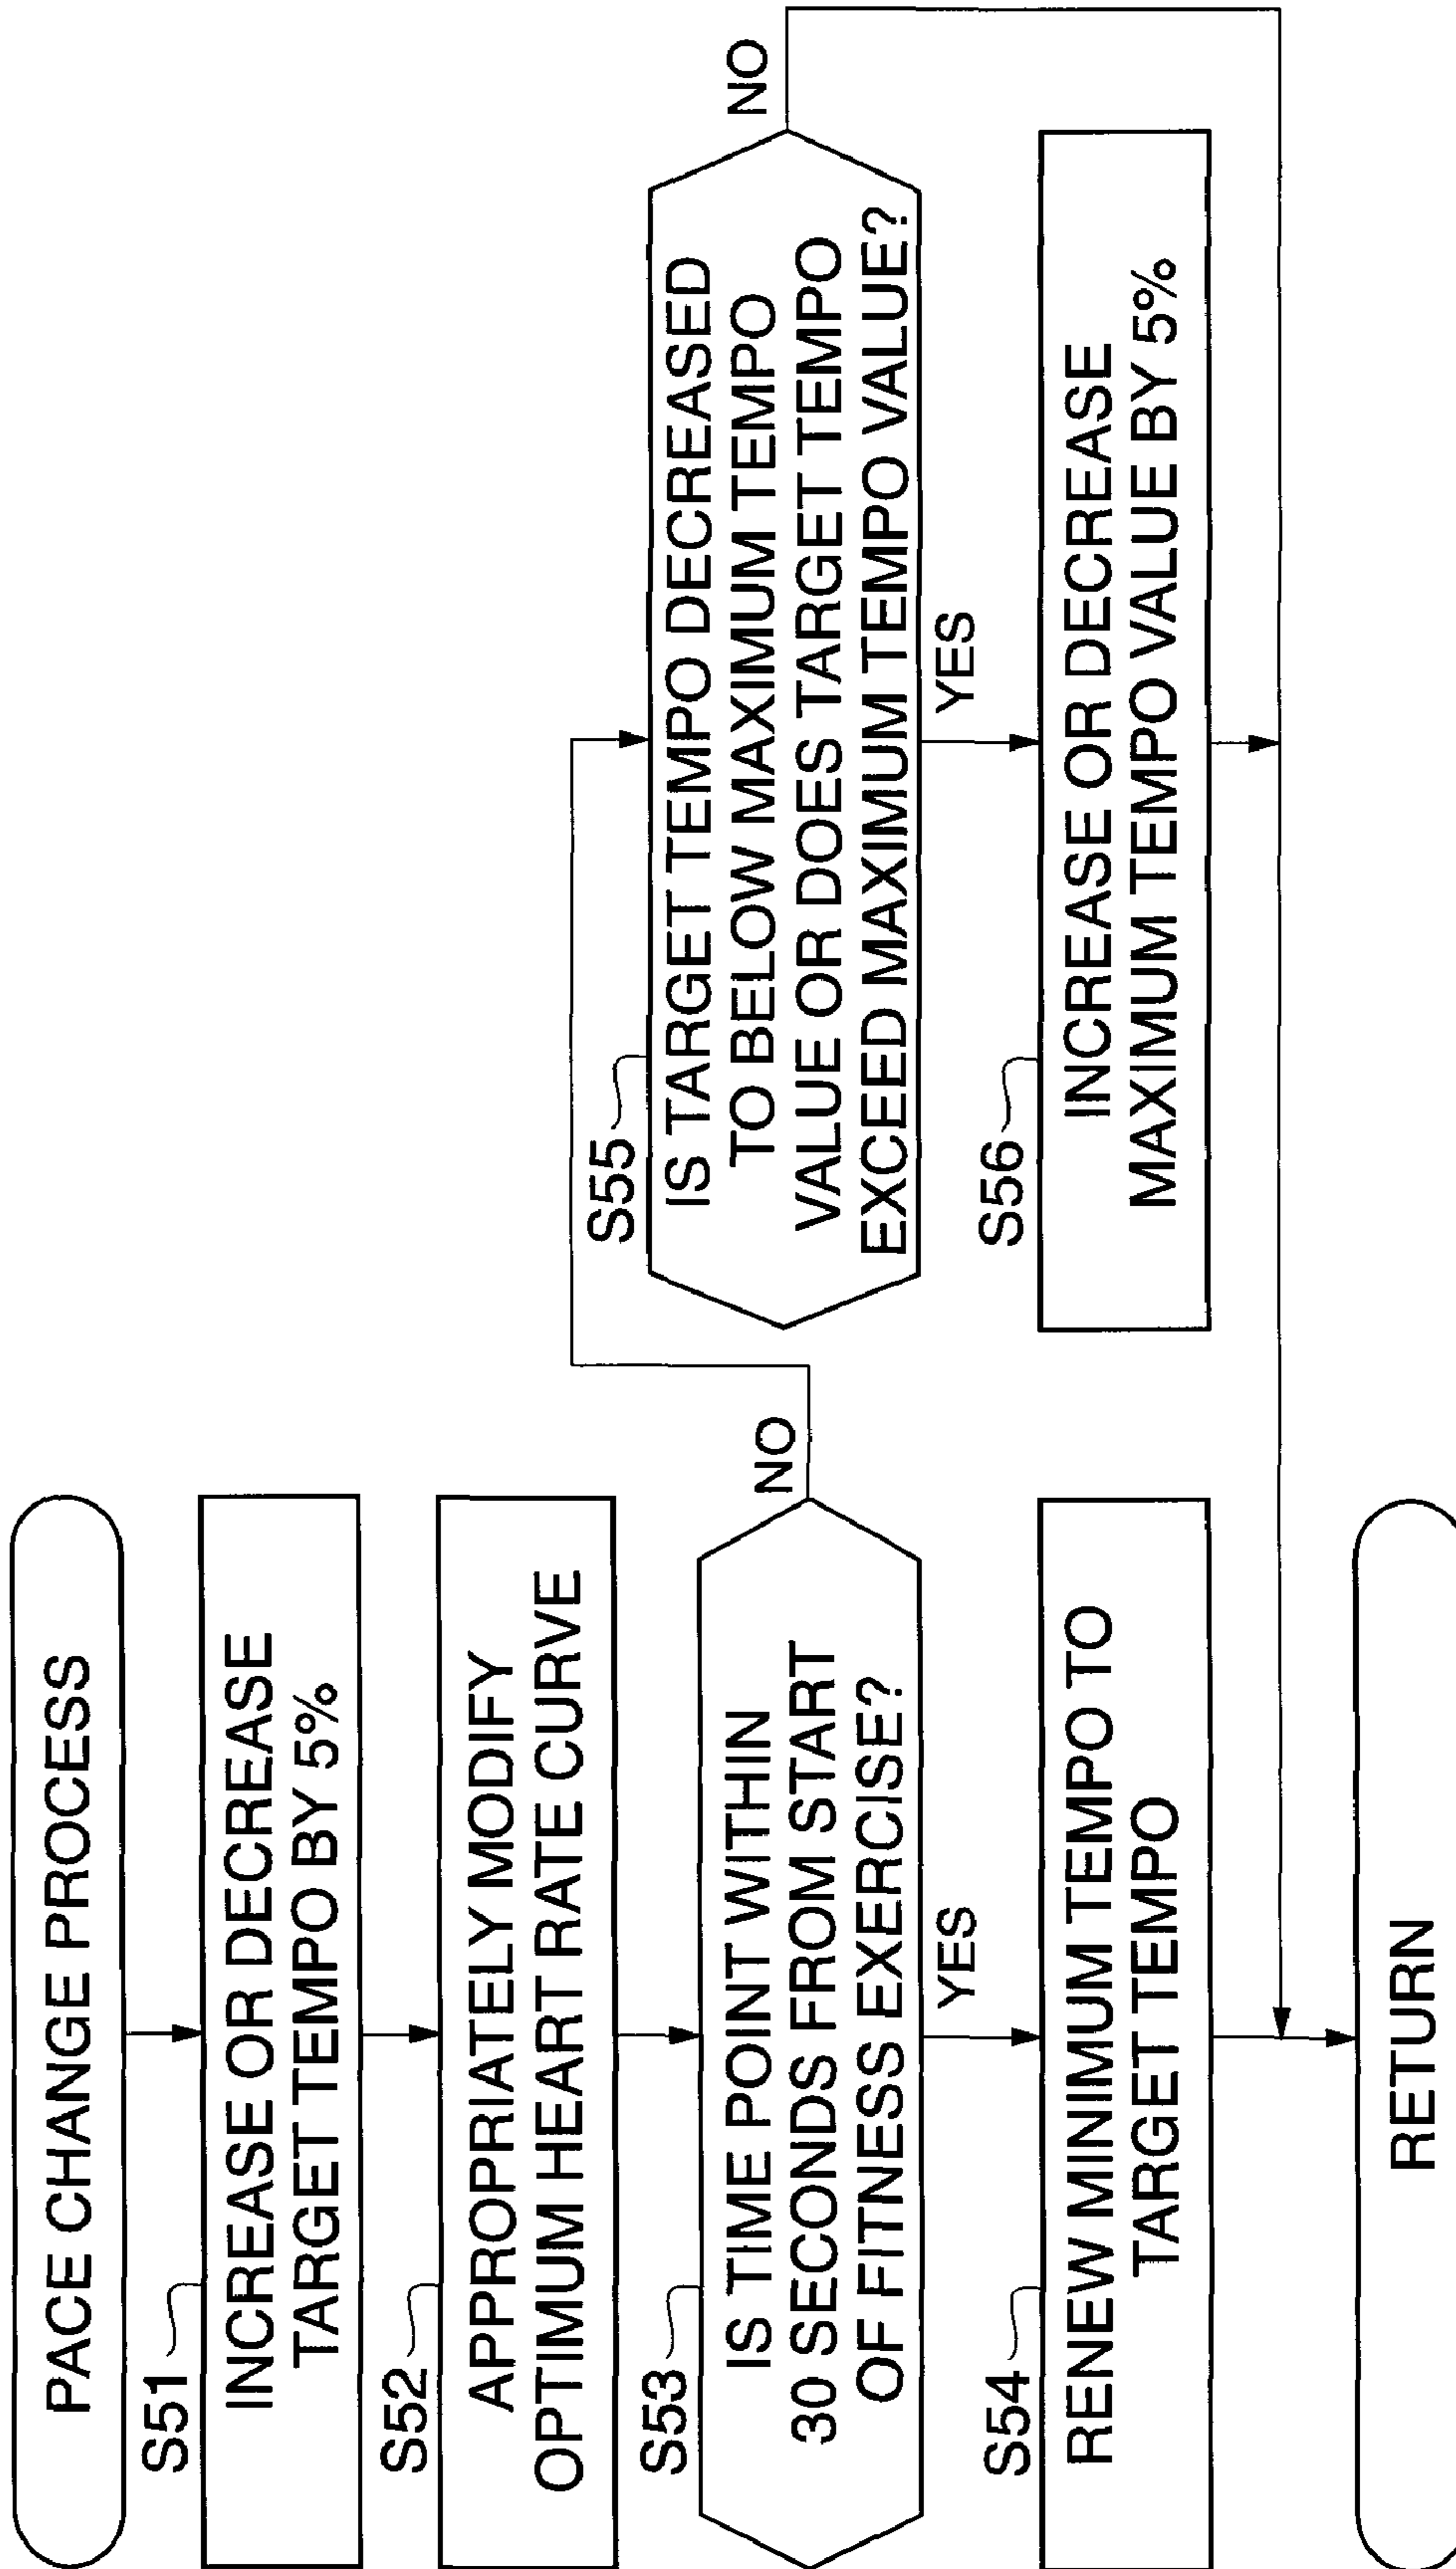 PACE CHANGE PROCESS
S51
INCREASE OR DECREASE
TARGET TEMPO BY 5%
S52
APPROPRIATELY MODIFY
OPTIMUM HEART RATE CURVE
S53
IS TIME POINT WITHIN
30 SECONDS FROM START
OF FITNESS EXERCISE?
NO
YES
S54
RENEW MINIMUM TEMPO TO
TARGET TEMPO
S55
IS TARGET TEMPO DECREASED
TO BELOW MAXIMUM TEMPO
VALUE OR DOES TARGET TEMPO
EXCEED MAXIMUM TEMPO VALUE?
NO
YES
S56
INCREASE OR DECREASE
MAXIMUM TEMPO VALUE BY 5%
RETURN